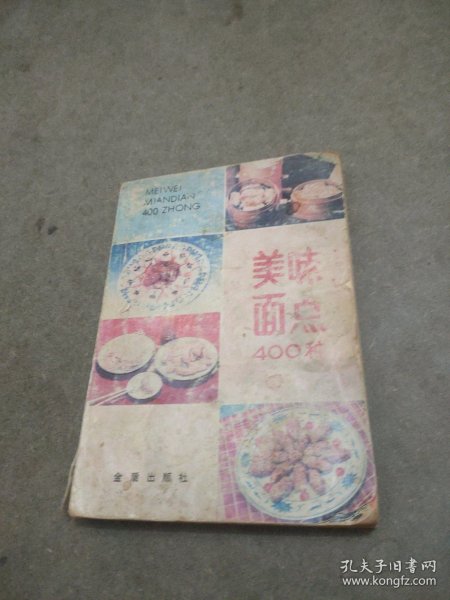 MEIWEI
MIANDIAN
400 ZHONG
美味
面点
400种
金盾出版社
孔夫子旧书网
www.kongfz.com